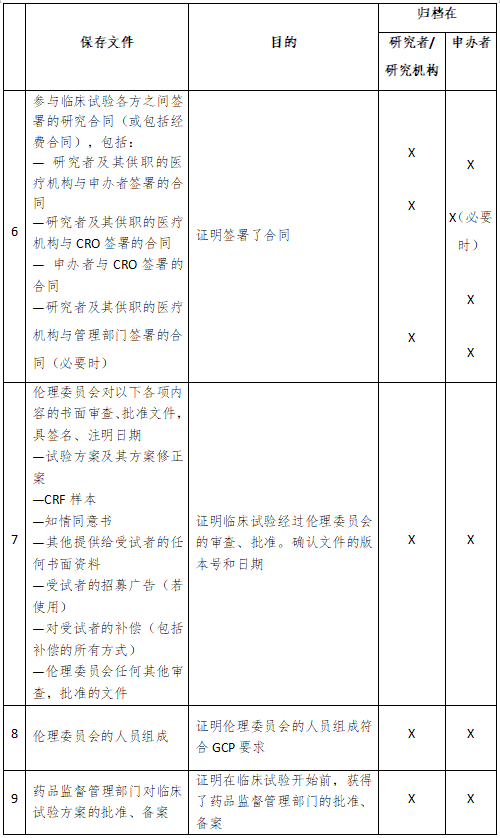 归档在
保存文件
目的
研究者/
研究机构
申办者
6
参与临床试验各方之间签
署的研究合同（或包括经
费合同），包括：
— 研究者及其供职的医
疗机构与申办者签署的合
同
—研究者及其供职的医疗
机构与 CRO 签署的合同
— 申办者与 CRO 签署的
合同
—研究者及其供职的医疗
机构与管理部门签署的合
同（必要时）
证明签署了合同
X
X
X
X
X（必要
时）
X
X
7
伦理委员会对以下各项内
容的书面审查、批准文件，
具签名、注明日期
—试验方案及其方案修正
案
—CRF 样本
—知情同意书
—其他提供给受试者的任
何书面资料
—受试者的招募广告（若
使用）
—对受试者的补偿（包括
补偿的所有方式）
—伦理委员会任何其他审
查，批准的文件
证明临床试验经过伦理委员会
的审查、批准。确认文件的版
本号和日期
X
X
8
伦理委员会的人员组成
证明伦理委员会的人员组成符
合 GCP 要求
X
X
9
药品监督管理部门对临床
试验方案的批准、备案
证明在临床试验开始前，获得
了药品监督管理部门的批准、
备案
X
X